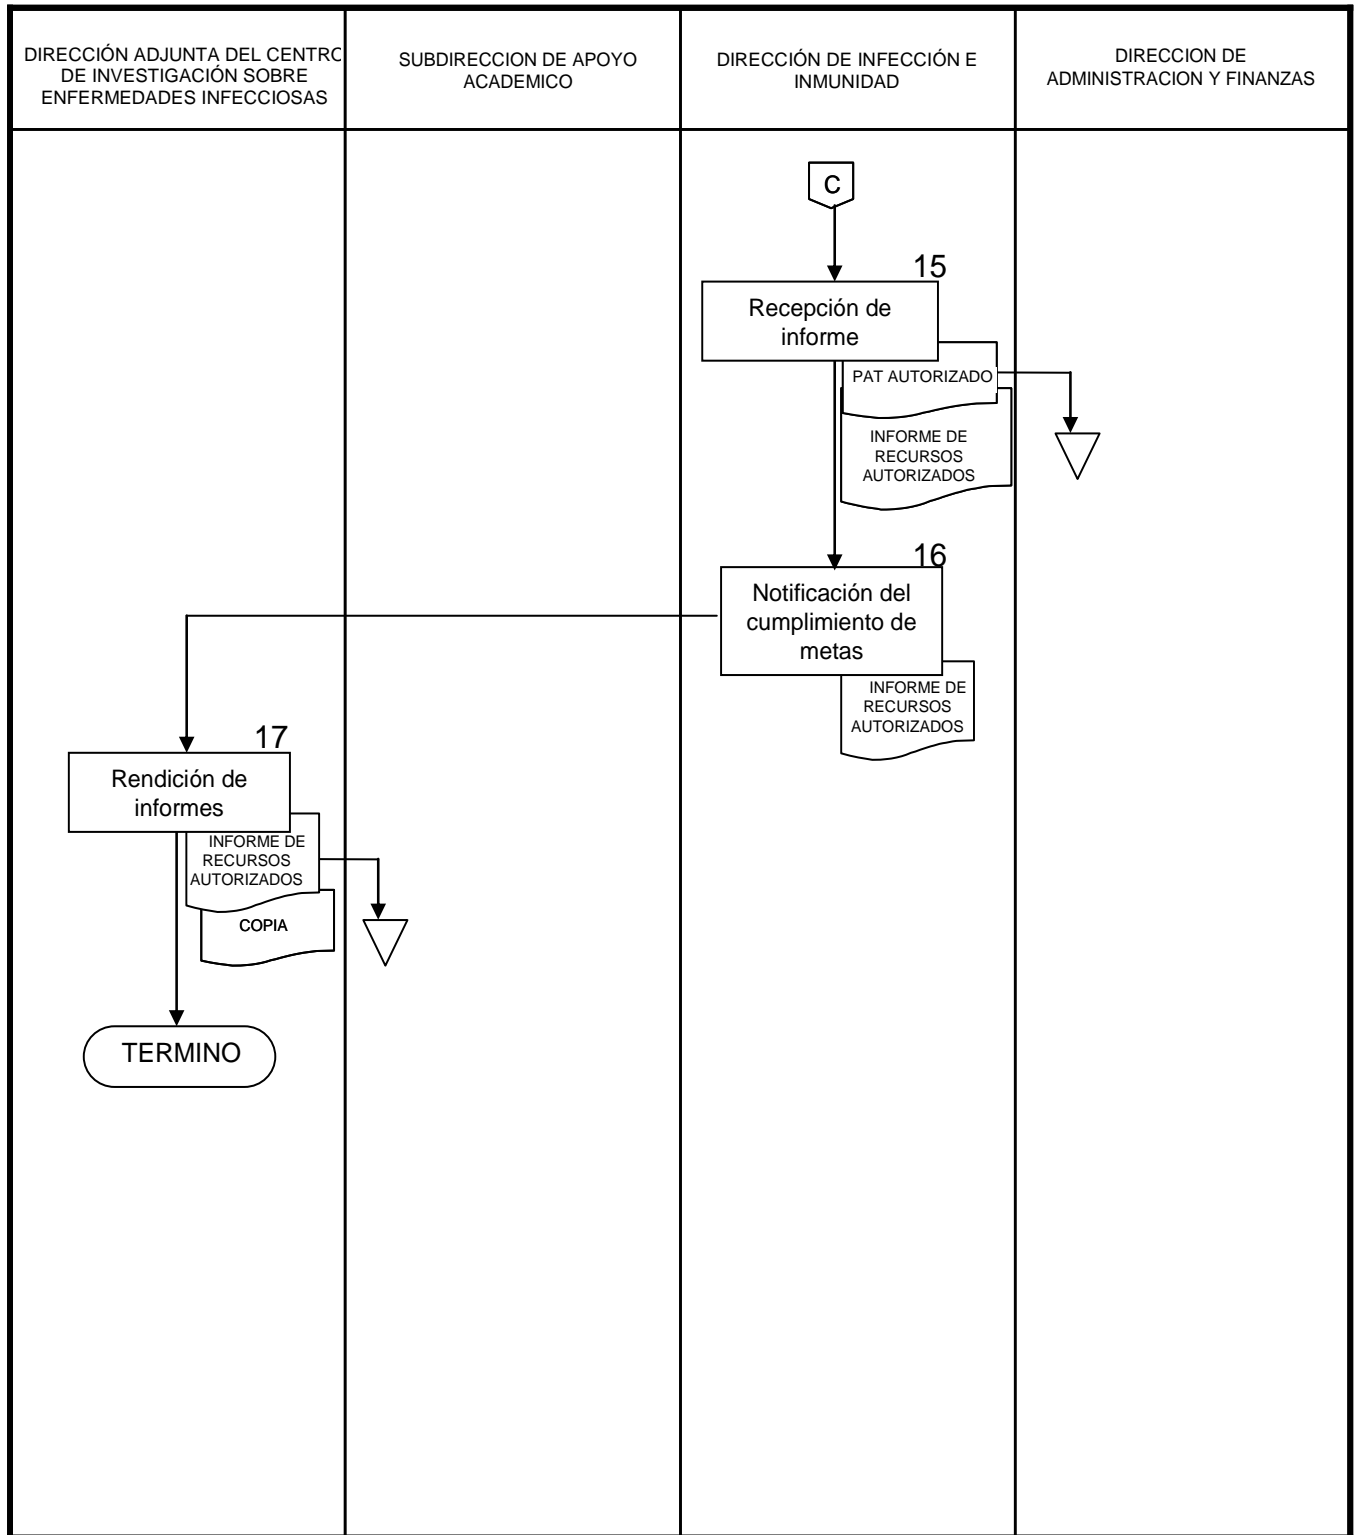 DIRECCIÓN ADJUNTA DEL CENTRO
DE INVESTIGACIÓN SOBRE
ENFERMEDADES INFECCIOSAS
SUBDIRECCION DE APOYO
ACADEMICO
DIRECCIÓN DE INFECCIÓN E
INMUNIDAD
DIRECCION DE
ADMINISTRACION Y FINANZAS
C
15
Recepción de
informe
PAT AUTORIZADO
INFORME DE
RECURSOS
AUTORIZADOS
16
Notificación del
cumplimiento de
metas
INFORME DE
RECURSOS
AUTORIZADOS
17
Rendición de
informes
INFORME DE
RECURSOS
AUTORIZADOS
COPIA
TERMINO